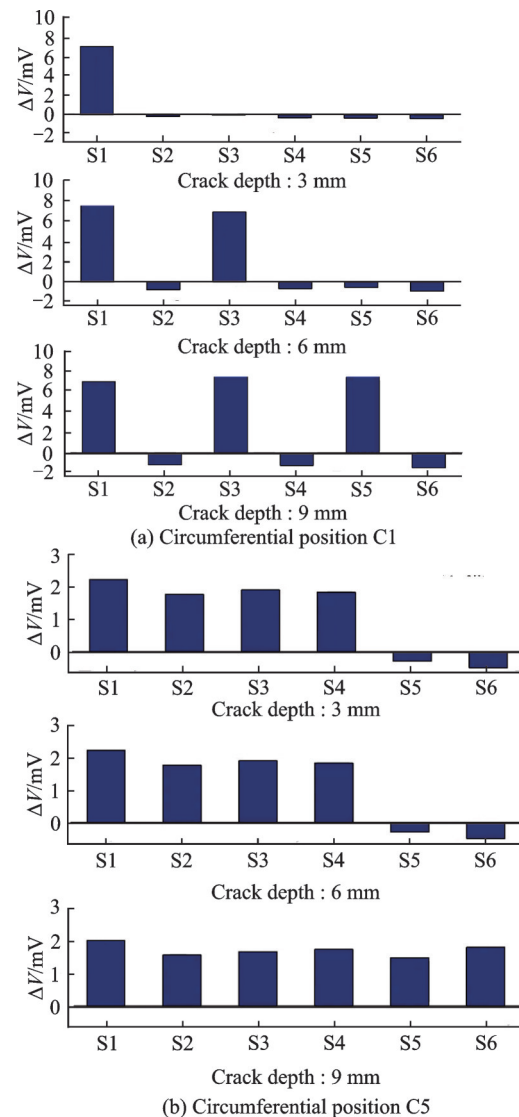 10
8
6
4
2
0
−2
ΔV/mV
S1 S2 S3 S4 S5 S6
Crack depth : 3 mm
10
8
6
4
2
0
−2
ΔV/mV
S1 S2 S3 S4 S5 S6
Crack depth : 6 mm
10
8
6
4
2
0
−2
ΔV/mV
S1 S2 S3 S4 S5 S6
Crack depth : 9 mm
(a) Circumferential position C1
3
2
1
0
ΔV/mV
S1 S2 S3 S4 S5 S6
Crack depth : 3 mm
3
2
1
0
ΔV/mV
S1 S2 S3 S4 S5 S6
Crack depth : 6 mm
3
2
1
0
ΔV/mV
S1 S2 S3 S4 S5 S6
Crack depth : 9 mm
(b) Circumferential position C5